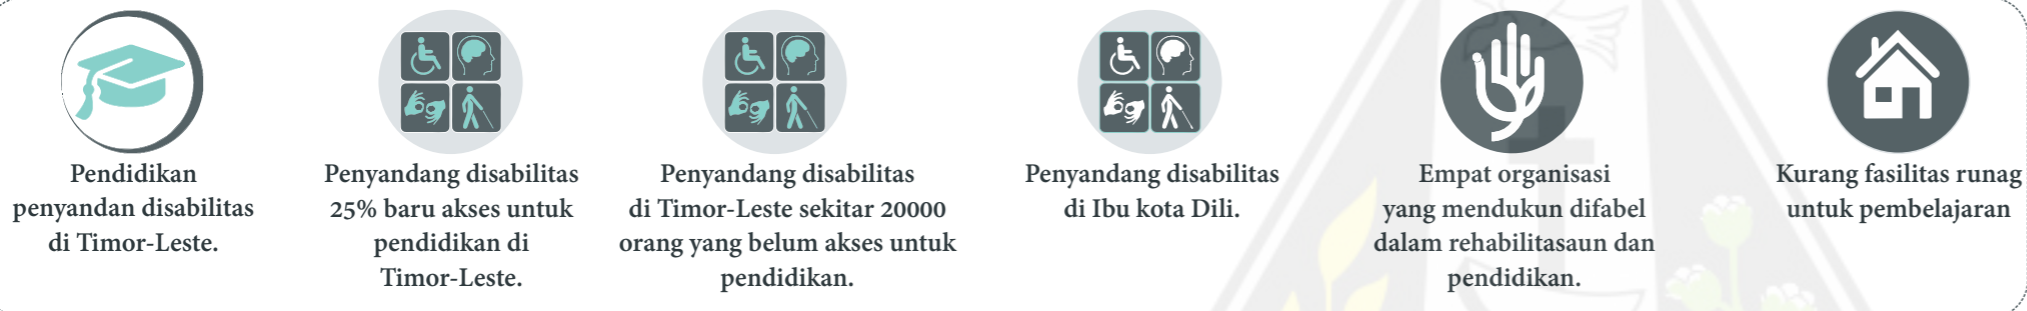 Pendidikan
penyandan disabilitas
di Timor-Leste.
Penyandang disabilitas
25% baru akses untuk
pendidikan di
Timor-Leste.
Penyandang disabilitas
di Timor-Leste sekitar 20000
orang yang belum akses untuk
pendidikan.
Penyandang disabilitas
di Ibu kota Dili.
Empat organisasi
yang mendukun difabel
dalam rehabilitasaun dan
pendidikan.
Kurang fasilitas runag
untuk pembelajaran